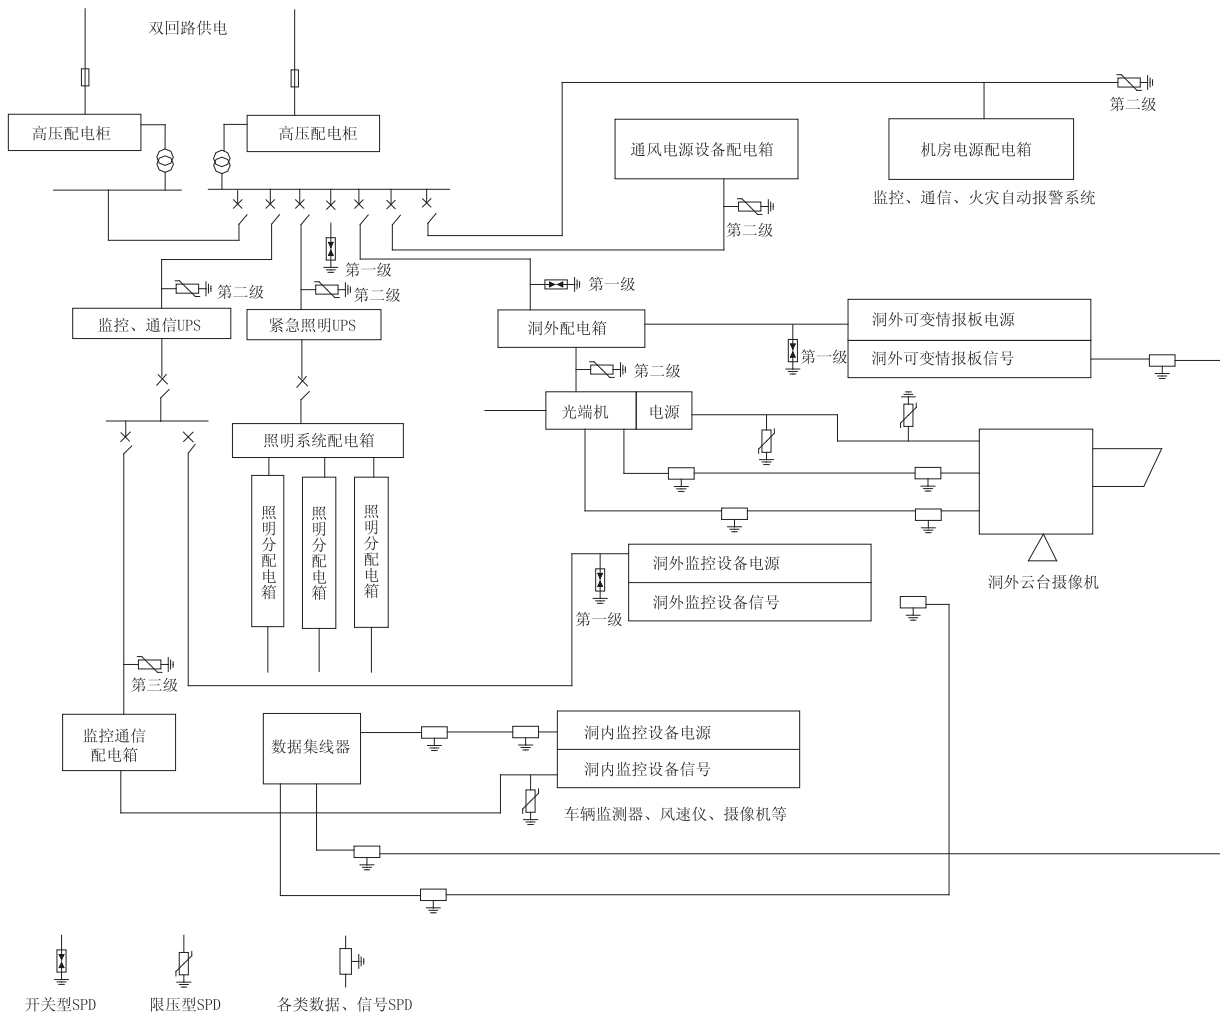 双回路供电
高压配电柜
高压配电柜
第二级
通风电源设备配电箱
机房电源配电箱
监控、通信、火灾自动报警系统
第二级
第一级
第二级
第二级
第一级
监控、通信UPS
紧急照明UPS
洞外配电箱
洞外可变情报板电源
第一级
洞外可变情报板信号
第二级
光端机
电源
照明系统配电箱
照明分配电箱
照明分配电箱
照明分配电箱
洞外监控设备电源
洞外监控设备信号
第一级
洞外云台摄像机
第三级
监控通信
配电箱
数据集线器
洞内监控设备电源
洞内监控设备信号
车辆监测器、风速仪、摄像机等
开关型SPD
限压型SPD
各类数据、信号SPD